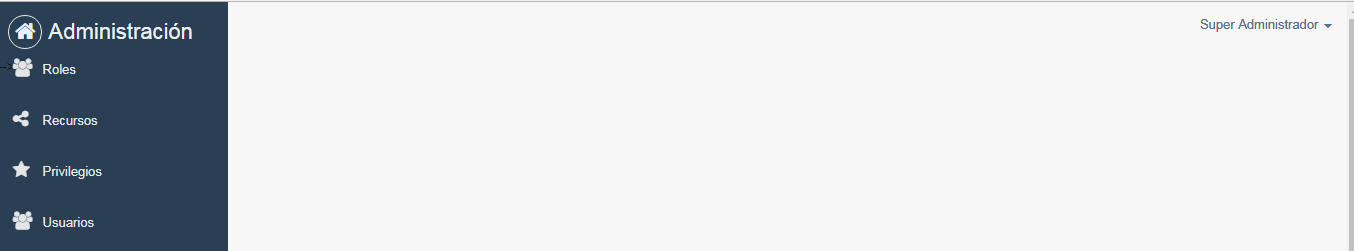 Administración
Super Administrador
-->
Roles
Recursos
Privilegios
Usuarios